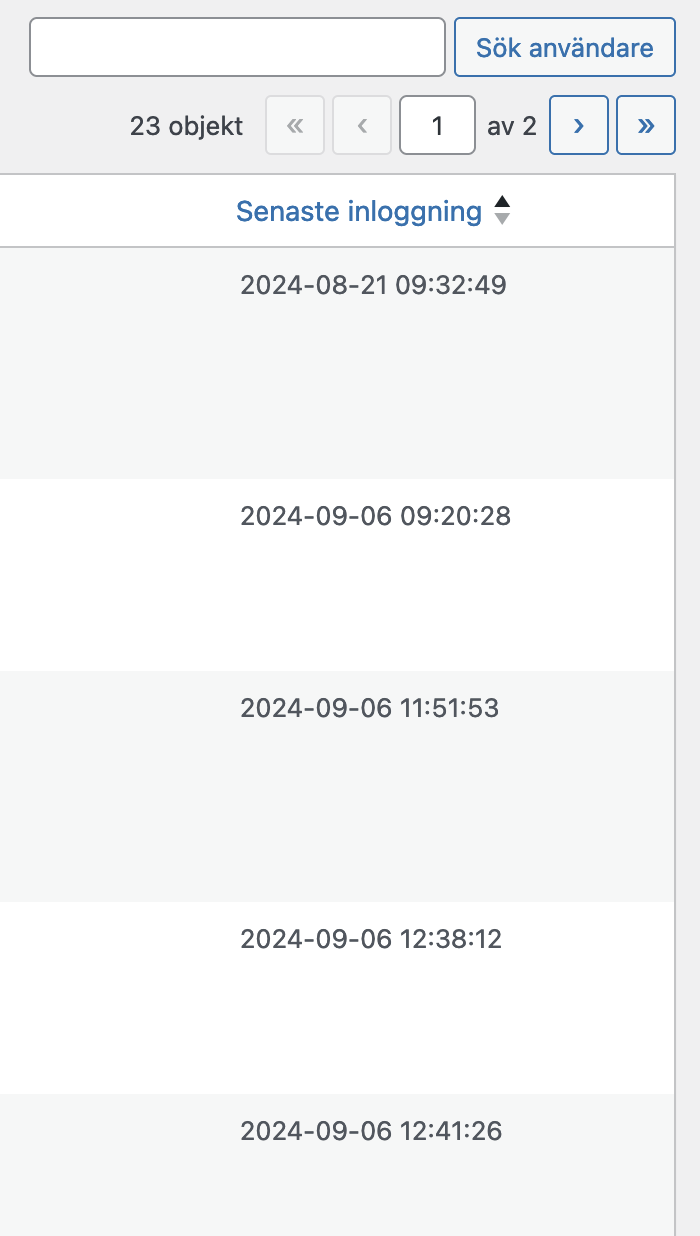 Sök användare
23 objekt « ‹ 1 av 2 › »
Senaste inloggning
2024-08-21 09:32:49
2024-09-06 09:20:28
2024-09-06 11:51:53
2024-09-06 12:38:12
2024-09-06 12:41:26